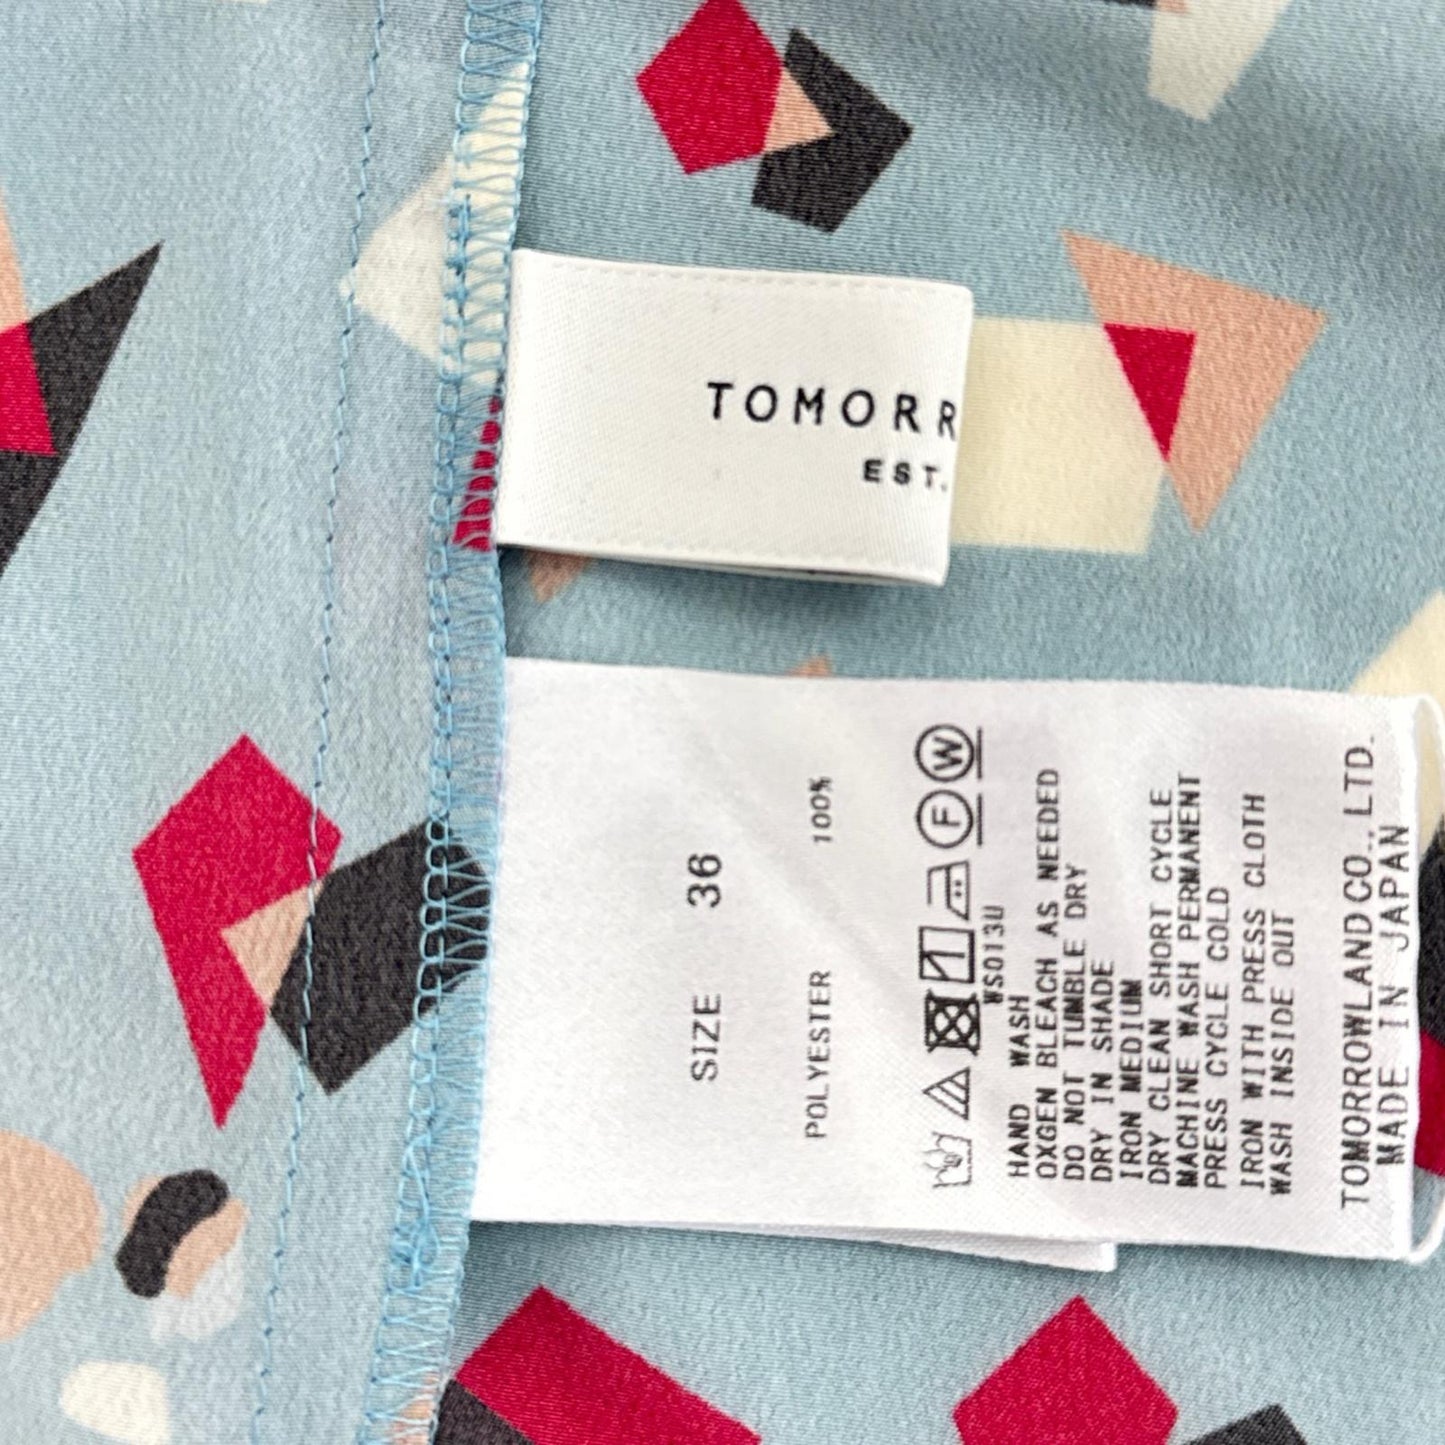 TOMORR
EST.
SIZE 36
POLYESTER 100%
F W
WS013U
HAND WASH
OXGEN BLEACH AS NEEDED
DO NOT TUMBLE DRY
DRY IN SHADE
IRON MEDIUM
DRY CLEAN SHORT CYCLE
MACHINE WASH PERMANENT
PRESS CYCLE COLD
IRON WITH PRESS CLOTH
WASH INSIDE OUT
TOMORROWLAND CO., LTD.
MADE IN JAPAN